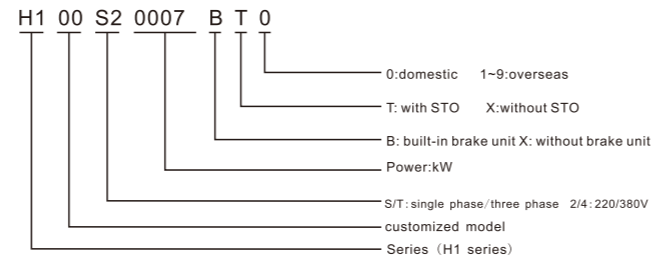 H1 00 S2 0007 B T 0
0:domestic 1~9:overseas
T: with STO X:without STO
B: built-in brake unit X: without brake unit
Power:kW
S/T:single phase/three phase 2/4:220/380V
customized model
Series（H1 series）